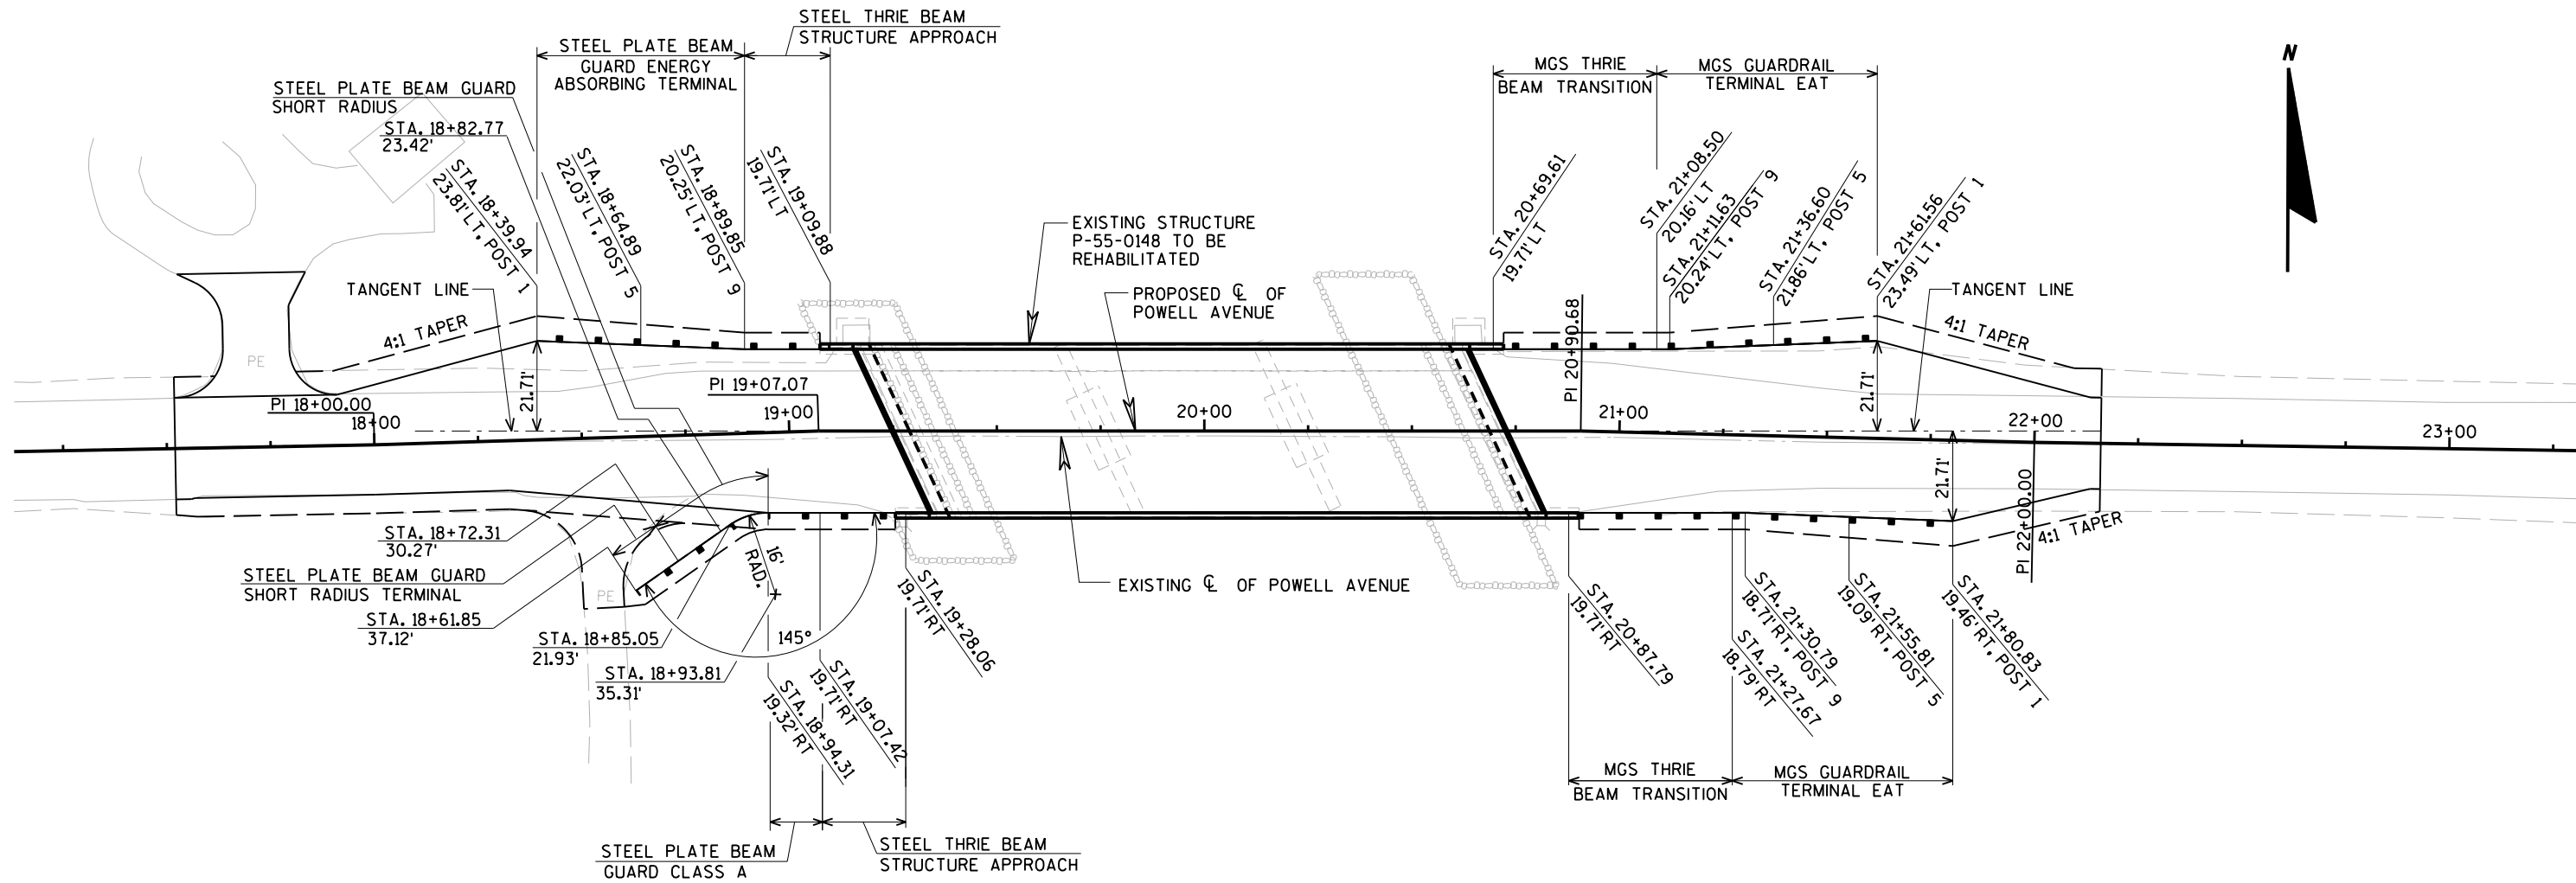 STEEL THRIE BEAM
STRUCTURE APPROACH
STEEL PLATE BEAM
GUARD ENERGY
ABSORBING TERMINAL
STEEL PLATE BEAM GUARD
SHORT RADIUS
STA. 18+82.77
23.42'
STA. 18+39.94
23.81' LT, POST 1
STA. 18+64.89
22.03' LT, POST 5
STA. 18+89.85
20.25' LT, POST 9
STA. 19+09.88
19.71' LT
MGS THRIE
BEAM TRANSITION
MGS GUARDRAIL
TERMINAL EAT
N
STA. 20+69.61
19.71' LT
STA. 21+08.50
20.16' LT
STA. 21+11.63
20.24' LT, POST 9
STA. 21+36.60
21.86' LT, POST 5
STA. 21+61.56
23.49' LT, POST 1
EXISTING STRUCTURE
P-55-0148 TO BE
REHABILITATED
PROPOSED ℄ OF
POWELL AVENUE
TANGENT LINE
TANGENT LINE
4:1 TAPER
4:1 TAPER
PE
21.71'
21.71'
PI 18+00.00
18+00
PI 19+07.07
19+00
20+00
PI 20+90.68
21+00
22+00
23+00
21.71'
PI 22+00.00
4:1 TAPER
STA. 18+72.31
30.27'
STEEL PLATE BEAM GUARD
SHORT RADIUS TERMINAL
STA. 18+61.85
37.12'
PE
16'
RAD.
145°
STA. 18+85.05
21.93'
STA. 18+93.81
35.31'
EXISTING ℄ OF POWELL AVENUE
STA. 19+28.06
19.71' RT
STA. 19+07.42
19.71' RT
STA. 18+94.31
19.32' RT
STA. 20+87.79
19.71' RT
STA. 21+30.79
18.71' RT, POST 9
STA. 21+27.67
18.79' RT
STA. 21+55.81
19.09' RT, POST 5
STA. 21+80.83
19.46' RT, POST 1
MGS THRIE
BEAM TRANSITION
MGS GUARDRAIL
TERMINAL EAT
STEEL PLATE BEAM
GUARD CLASS A
STEEL THRIE BEAM
STRUCTURE APPROACH